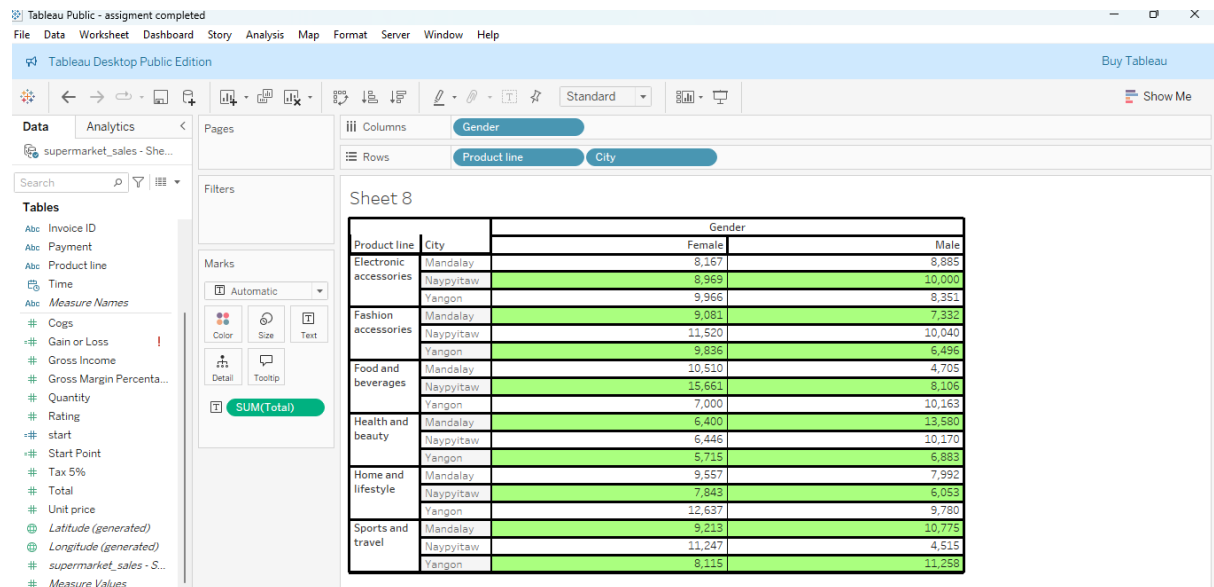 Tableau Public - assigment completed
File Data Worksheet Dashboard Story Analysis Map Format Server Window Help
Tableau Desktop Public Edition Buy Tableau
Standard Show Me
Data Analytics
supermarket_sales - She...
Search
Tables
Abc Invoice ID
Abc Payment
Abc Product line
Time
Abc Measure Names
# Cogs
=# Gain or Loss !
# Gross Income
# Gross Margin Percenta...
# Quantity
# Rating
=# start
=# Start Point
# Tax 5%
# Total
# Unit price
Latitude (generated)
Longitude (generated)
# supermarket_sales - S...
# Measure Values
Pages
Filters
Marks
T Automatic
Color Size T Text
Detail Tooltip
T SUM(Total)
iii Columns Gender
Rows Product line City
Sheet 8
Gender
Product line City Female Male
Electronic accessories Mandalay 8,167 8,885
Naypyitaw 8,969 10,000
Yangon 9,966 8,351
Fashion accessories Mandalay 9,081 7,332
Naypyitaw 11,520 10,040
Yangon 9,836 6,496
Food and beverages Mandalay 10,510 4,705
Naypyitaw 15,661 8,106
Yangon 7,000 10,163
Health and beauty Mandalay 6,400 13,580
Naypyitaw 6,446 10,170
Yangon 5,715 6,883
Home and lifestyle Mandalay 9,557 7,992
Naypyitaw 7,843 6,053
Yangon 12,637 9,780
Sports and travel Mandalay 9,213 10,775
Naypyitaw 11,247 4,515
Yangon 8,115 11,258